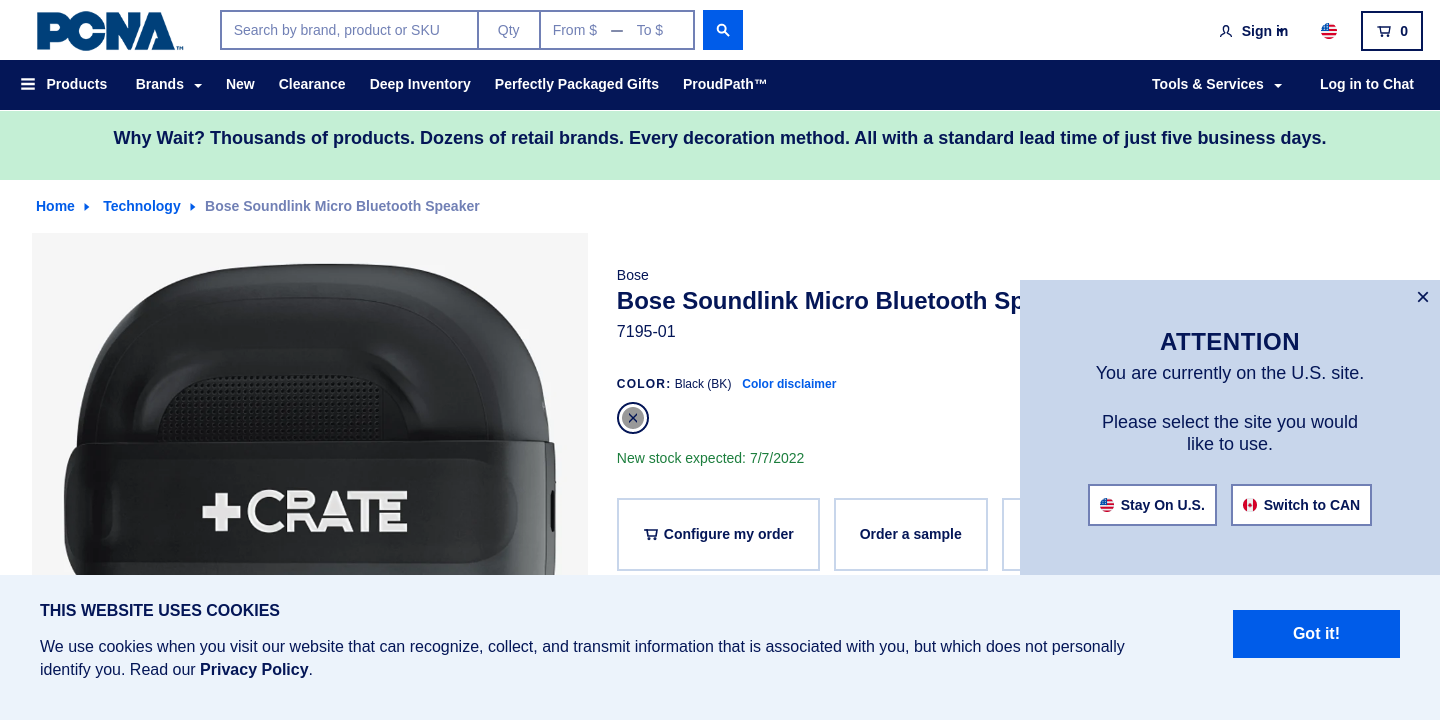 PCNA™
Search by brand, product or SKU
Qty
From $ — To $
Sign in
0
Products
Brands
New
Clearance
Deep Inventory
Perfectly Packaged Gifts
ProudPath™
Tools & Services
Log in to Chat
Why Wait? Thousands of products. Dozens of retail brands. Every decoration method. All with a standard lead time of just five business days.
Home
Technology
Bose Soundlink Micro Bluetooth Speaker
CRATE
Bose
Bose Soundlink Micro Bluetooth Sp
7195-01
COLOR: Black (BK) Color disclaimer
New stock expected: 7/7/2022
Configure my order
Order a sample
ATTENTION
You are currently on the U.S. site.
Please select the site you would
like to use.
Stay On U.S.
Switch to CAN
THIS WEBSITE USES COOKIES
We use cookies when you visit our website that can recognize, collect, and transmit information that is associated with you, but which does not personally
identify you. Read our Privacy Policy.
Got it!